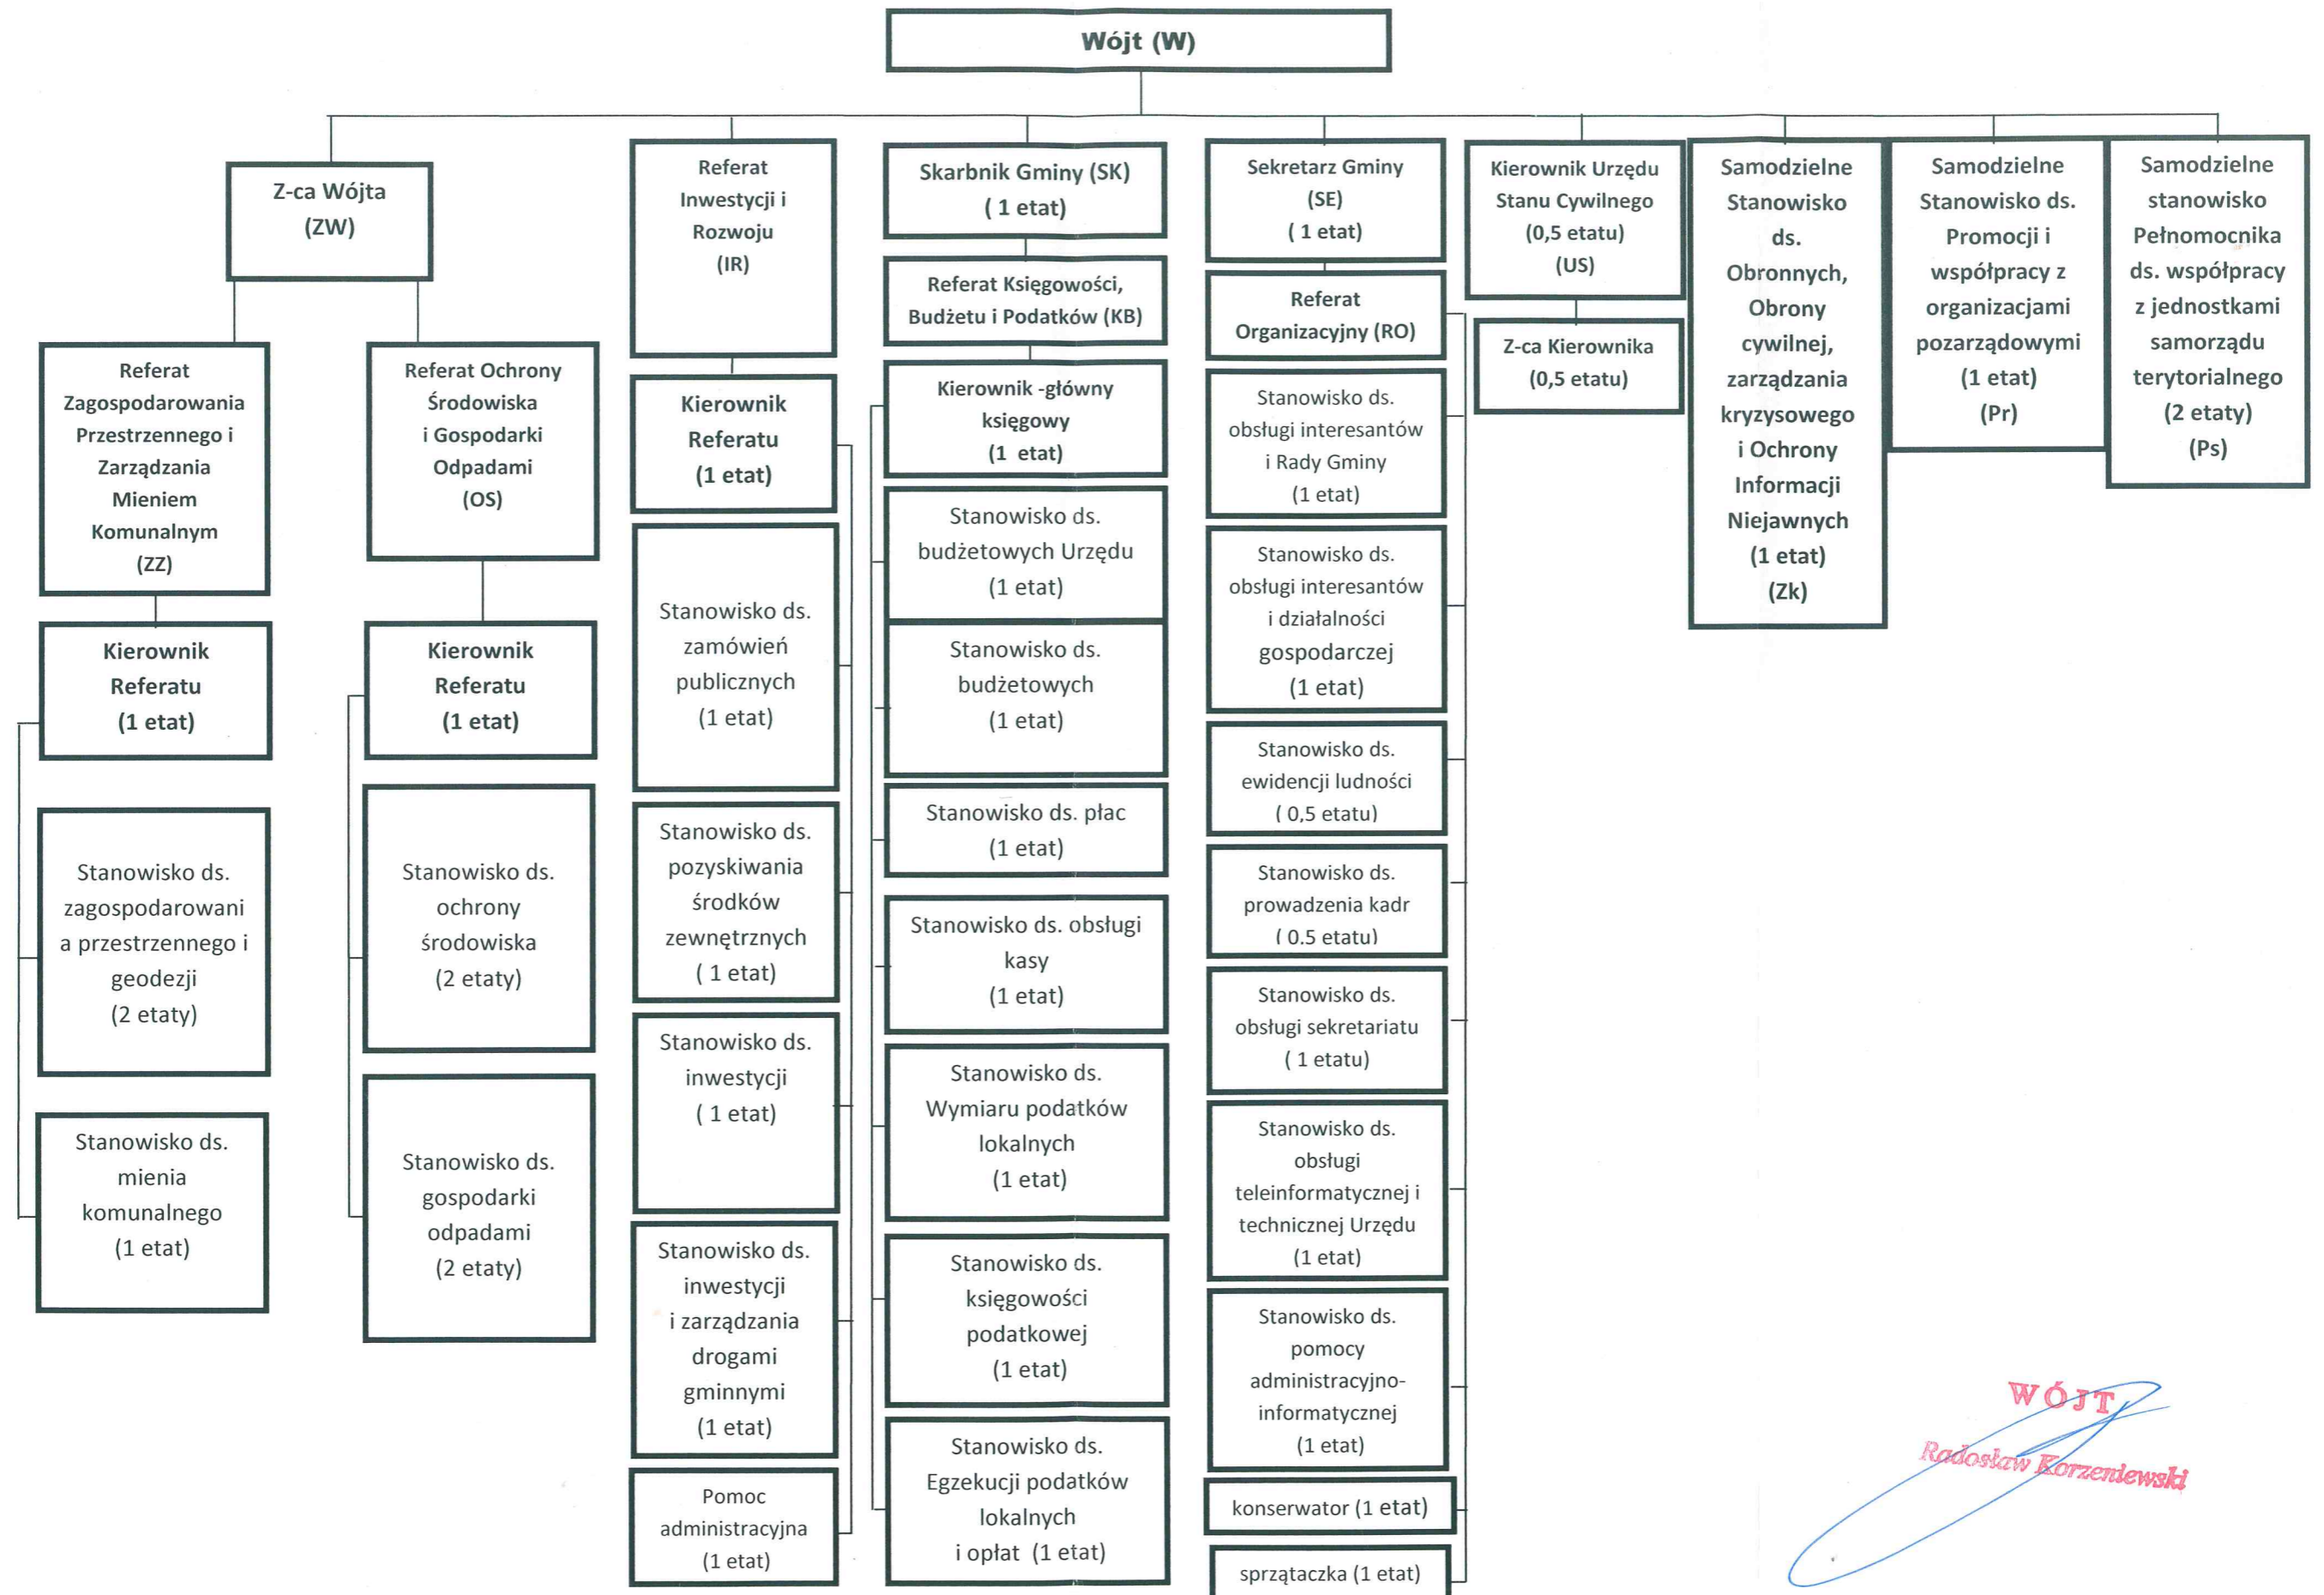 Wójt (W)
Z-ca Wójta
(ZW)
Referat
Zagospodarowania
Przestrzennego i
Zarządzania
Mieniem
Komunalnym
(ZZ)
Kierownik
Referatu
(1 etat)
Stanowisko ds.
zagospodarowani
a przestrzennego i
geodezji
(2 etaty)
Stanowisko ds.
mienia
komunalnego
(1 etat)
Referat Ochrony
Środowiska
i Gospodarki
Odpadami
(OS)
Kierownik
Referatu
(1 etat)
Stanowisko ds.
ochrony
środowiska
(2 etaty)
Stanowisko ds.
gospodarki
odpadami
(2 etaty)
Referat
Inwestycji i
Rozwoju
(IR)
Kierownik
Referatu
(1 etat)
Stanowisko ds.
zamówień
publicznych
(1 etat)
Stanowisko ds.
pozyskiwania
środków
zewnętrznych
( 1 etat)
Stanowisko ds.
inwestycji
( 1 etat)
Stanowisko ds.
inwestycji
i zarządzania
drogami
gminnymi
(1 etat)
Pomoc
administracyjna
(1 etat)
Skarbnik Gminy (SK)
( 1 etat)
Referat Księgowości,
Budżetu i Podatków (KB)
Kierownik -główny
księgowy
(1 etat)
Stanowisko ds.
budżetowych Urzędu
(1 etat)
Stanowisko ds.
budżetowych
(1 etat)
Stanowisko ds. płac
(1 etat)
Stanowisko ds. obsługi
kasy
(1 etat)
Stanowisko ds.
Wymiaru podatków
lokalnych
(1 etat)
Stanowisko ds.
księgowości
podatkowej
(1 etat)
Stanowisko ds.
Egzekucji podatków
lokalnych
i opłat (1 etat)
Sekretarz Gminy
(SE)
( 1 etat)
Referat
Organizacyjny (RO)
Stanowisko ds.
obsługi interesantów
i Rady Gminy
(1 etat)
Stanowisko ds.
obsługi interesantów
i działalności
gospodarczej
(1 etat)
Stanowisko ds.
ewidencji ludności
( 0,5 etatu)
Stanowisko ds.
prowadzenia kadr
( 0.5 etatu)
Stanowisko ds.
obsługi sekretariatu
( 1 etatu)
Stanowisko ds.
obsługi
teleinformatycznej i
technicznej Urzędu
(1 etat)
Stanowisko ds.
pomocy
administracyjno-
informatycznej
(1 etat)
konserwator (1 etat)
sprzątaczka (1 etat)
Kierownik Urzędu
Stanu Cywilnego
(0,5 etatu)
(US)
Z-ca Kierownika
(0,5 etatu)
Samodzielne
Stanowisko
ds.
Obronnych,
Obrony
cywilnej,
zarządzania
kryzysowego
i Ochrony
Informacji
Niejawnych
(1 etat)
(Zk)
Samodzielne
Stanowisko ds.
Promocji i
współpracy z
organizacjami
pozarządowymi
(1 etat)
(Pr)
Samodzielne
stanowisko
Pełnomocnika
ds. współpracy
z jednostkami
samorządu
terytorialnego
(2 etaty)
(Ps)
WÓJT
Radosław Korzeniewski